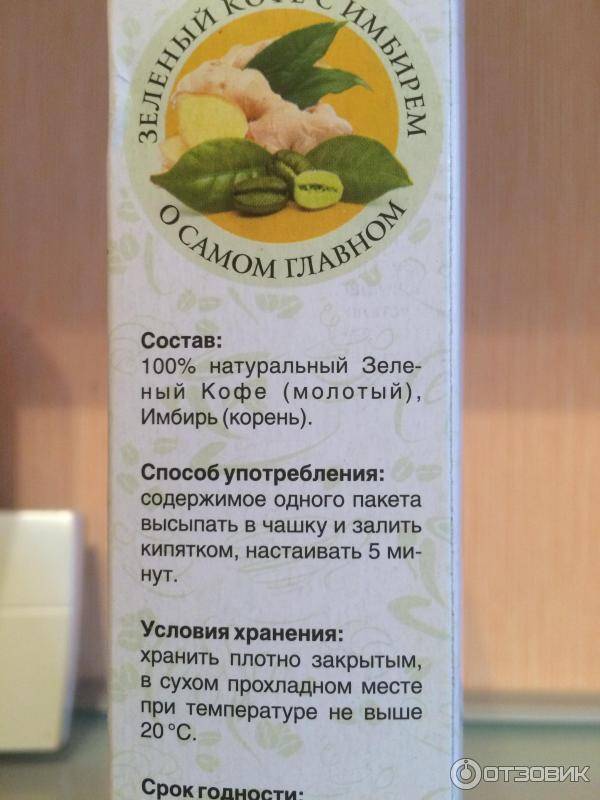 ЗЕЛЕНЫЙ КОФЕ С ИМБИРЕМ
О САМОМ ГЛАВНОМ
Состав:
100% натуральный Зеле-
ный Кофе (молотый),
Имбирь (корень).
Способ употребления:
содержимое одного пакета
высыпать в чашку и залить
кипятком, настаивать 5 ми-
нут.
Условия хранения:
хранить плотно закрытым,
в сухом прохладном месте
при температуре не выше
20 °С.
Срок годности:
ОТЗОВИК